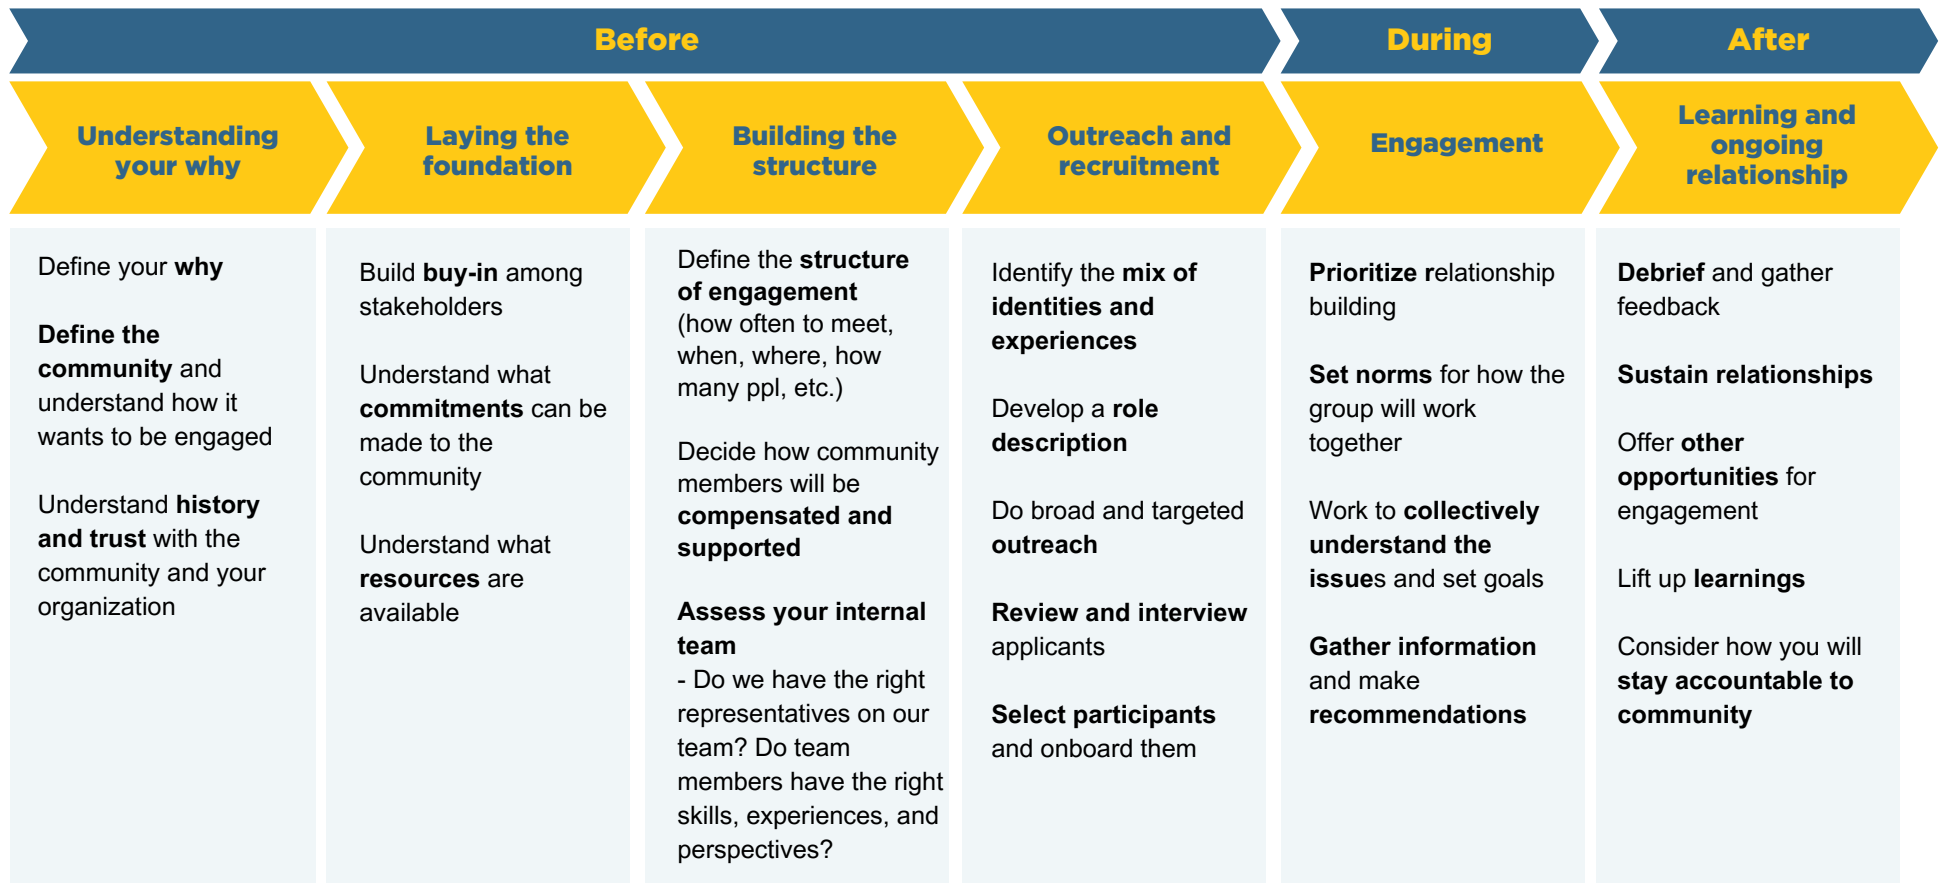 Before
During
After
Understanding
your why
Laying the
foundation
Building the
structure
Outreach and
recruitment
Engagement
Learning and
ongoing
relationship
Define your why
Define the
community and
understand how it
wants to be engaged
Understand history
and trust with the
community and your
organization
Build buy-in among
stakeholders
Understand what
commitments can be
made to the
community
Understand what
resources are
available
Define the structure
of engagement
(how often to meet,
when, where, how
many ppl, etc.)
Decide how community
members will be
compensated and
supported
Assess your internal
team
- Do we have the right
representatives on our
team? Do team
members have the right
skills, experiences, and
perspectives?
Identify the mix of
identities and
experiences
Develop a role
description
Do broad and targeted
outreach
Review and interview
applicants
Select participants
and onboard them
Prioritize relationship
building
Set norms for how the
group will work
together
Work to collectively
understand the
issues and set goals
Gather information
and make
recommendations
Debrief and gather
feedback
Sustain relationships
Offer other
opportunities for
engagement
Lift up learnings
Consider how you will
stay accountable to
community